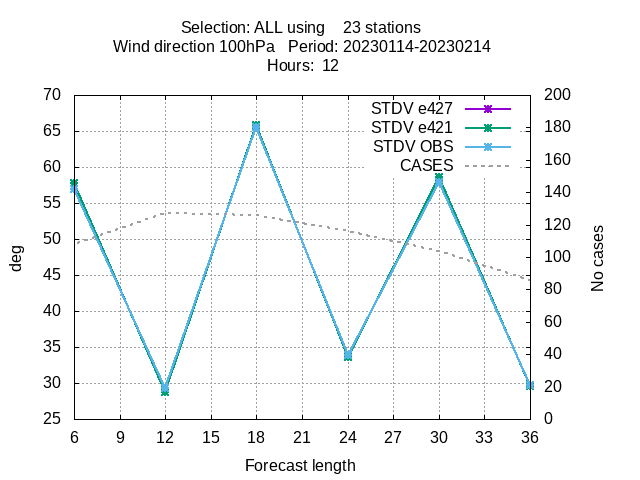 Selection: ALL using    23 stations
Wind direction 100hPa   Period: 20230114-20230214
Hours:  12
70
65
60
55
50
45
40
35
30
25
deg
STDV e427
STDV e421
STDV OBS
CASES
200
180
160
140
120
100
80
60
40
20
0
No cases
6 9 12 15 18 21 24 27 30 33 36
Forecast length